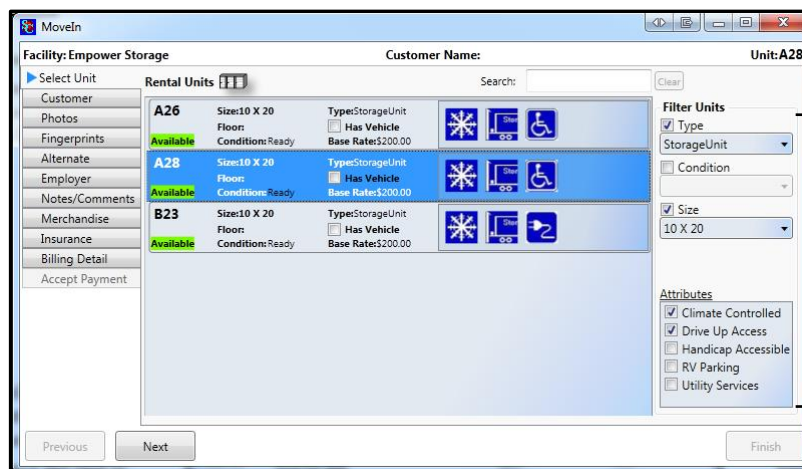 MoveIn
Facility: Empower Storage Customer Name: Unit:A28
Select Unit
Customer
Photos
Fingerprints
Alternate
Employer
Notes/Comments
Merchandise
Insurance
Billing Detail
Accept Payment
Rental Units Search: Clear
A26 Size:10 X 20 Type:StorageUnit
Floor: Has Vehicle
Available Condition:Ready Base Rate:$200.00
Stor
A28 Size:10 X 20 Type:StorageUnit
Floor: Has Vehicle
Available Condition:Ready Base Rate:$200.00
Stor
B23 Size:10 X 20 Type:StorageUnit
Floor: Has Vehicle
Available Condition:Ready Base Rate:$200.00
Stor
Filter Units
Type
StorageUnit
Condition
Size
10 X 20
Attributes
Climate Controlled
Drive Up Access
Handicap Accessible
RV Parking
Utility Services
Previous Next Finish